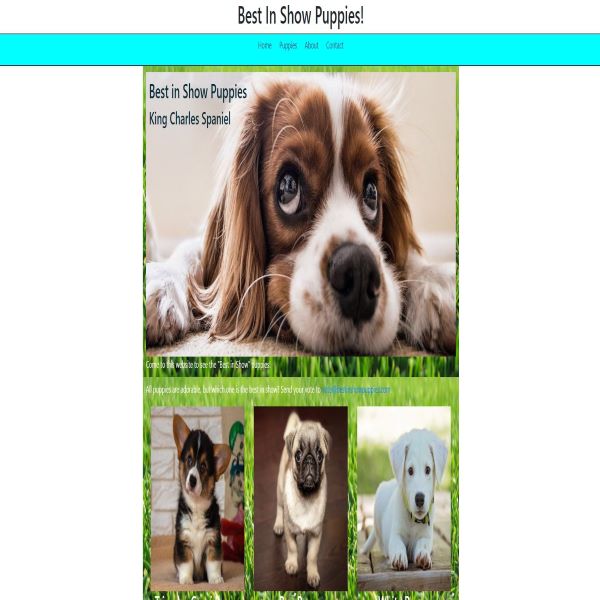 Best In Show Puppies!
Home Puppies About Contact
Best in Show Puppies
King Charles Spaniel
Come To this website to see the "Best In Show" Puppies!
All puppies are adorable, but which one is the best in show? Send your vote to